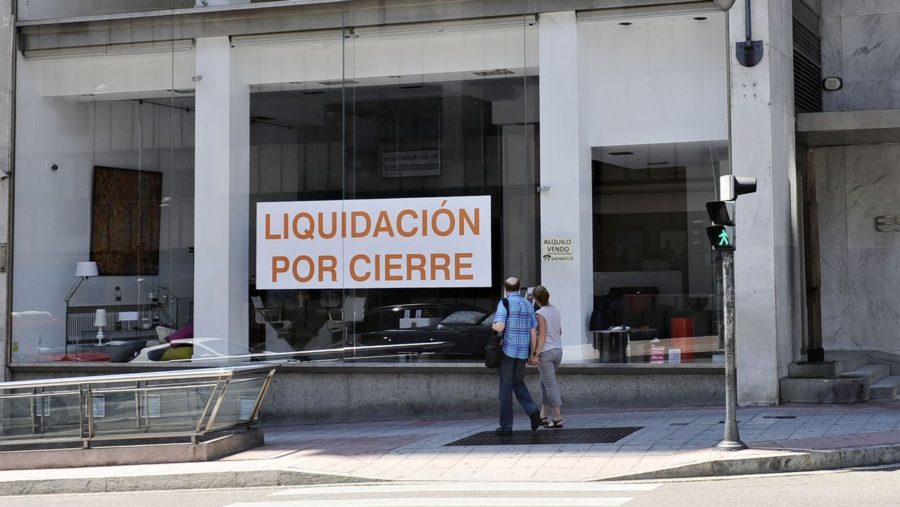 LIQUIDACIÓN
POR CIERRE
ALQUILO
VENDO